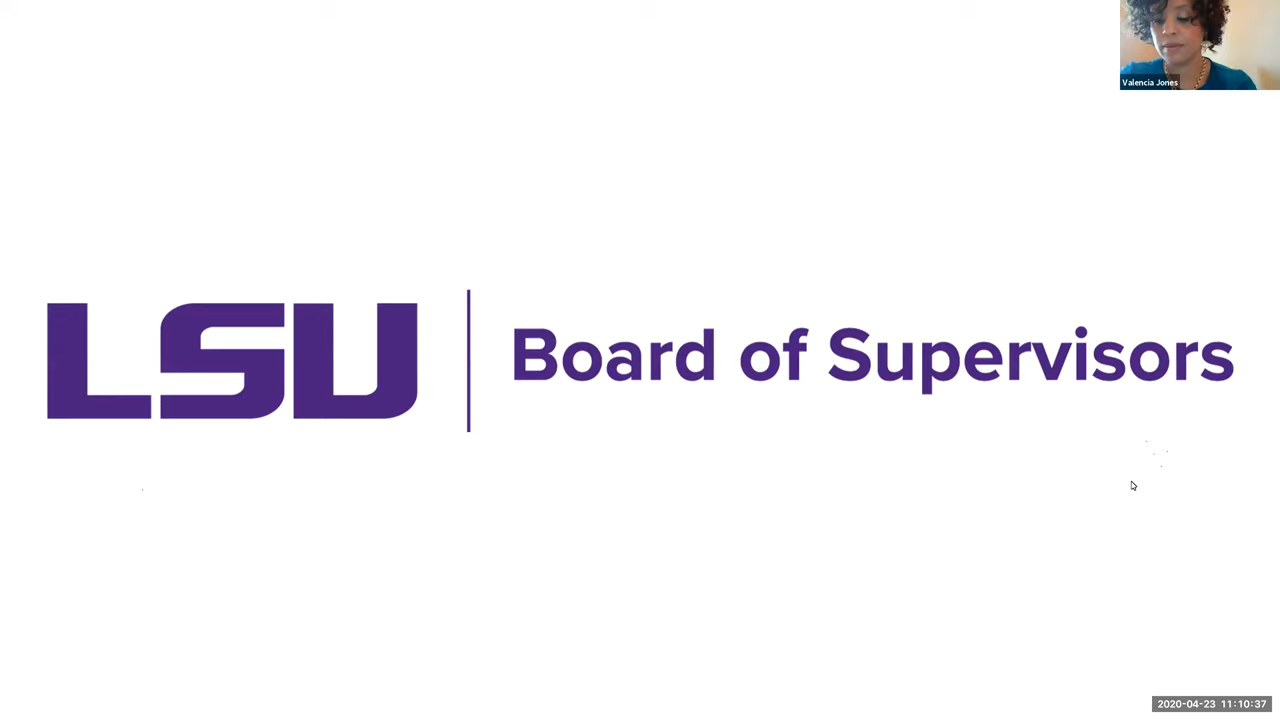 Valencia Jones
LSU
Board of Supervisors
2020-04-23 11:10:37